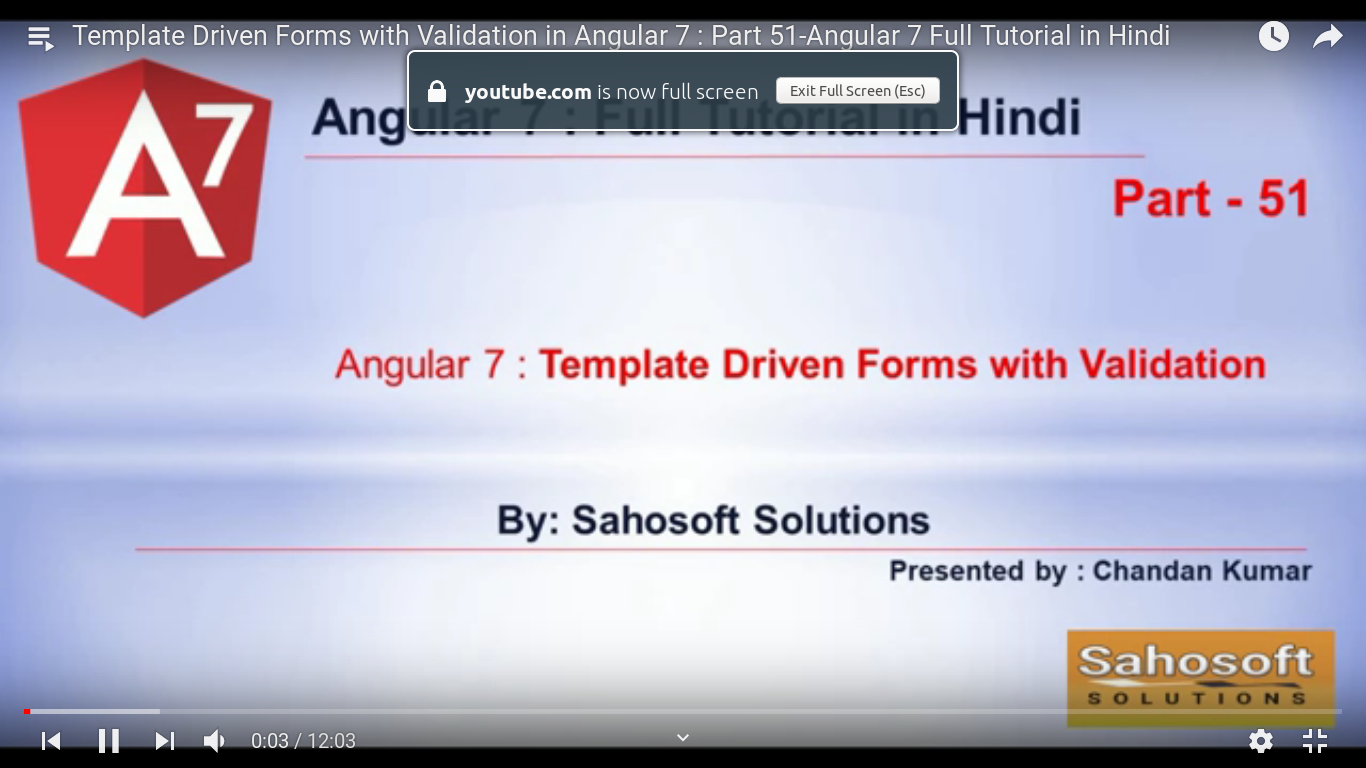 Template Driven Forms with Validation in Angular 7 : Part 51-Angular 7 Full Tutorial in Hindi
youtube.com is now full screen
Exit Full Screen (Esc)
A7
Angular 7 : Full Tutorial in Hindi
Part - 51
Angular 7 : Template Driven Forms with Validation
By: Sahosoft Solutions
Presented by : Chandan Kumar
Sahosoft
SOLUTIONS
0:03 / 12:03